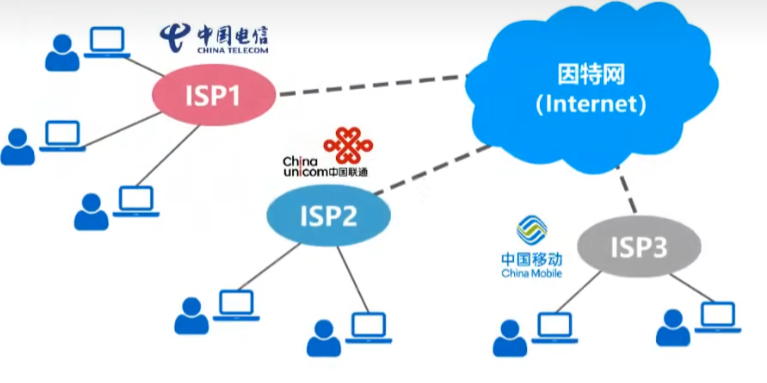 中国电信
CHINA TELECOM
ISP1
因特网
(Internet)
China
unicom中国联通
ISP2
中国移动
China Mobile
ISP3